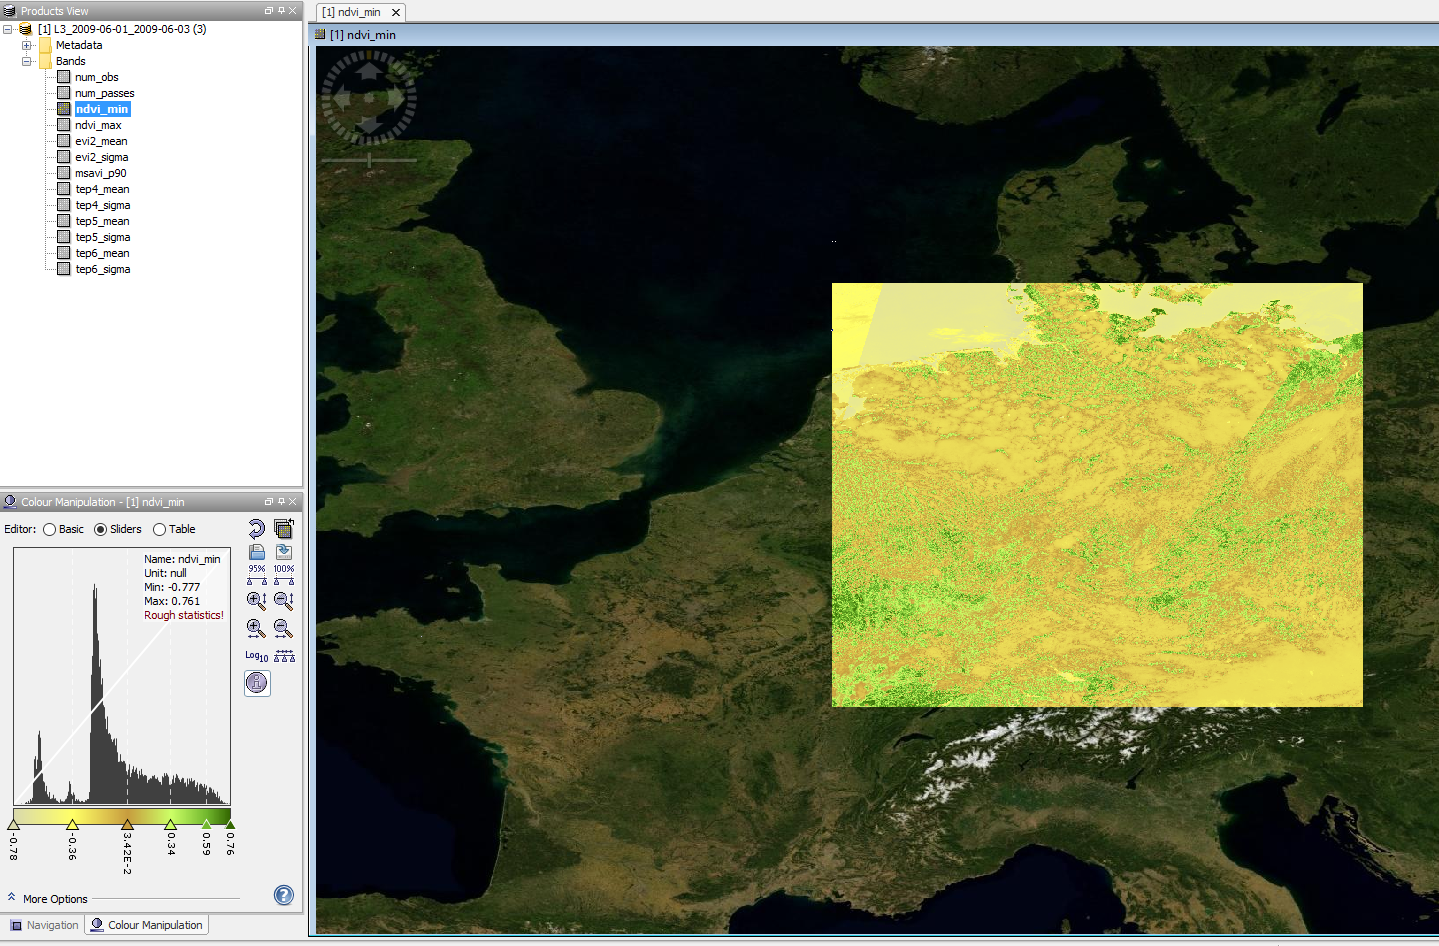 Products View
[1] L3_2009-06-01_2009-06-03 (3)
Metadata
Bands
num_obs
num_passes
ndvi_min
ndvi_max
evi2_mean
evi2_sigma
msavi_p90
tep4_mean
tep4_sigma
tep5_mean
tep5_sigma
tep6_mean
tep6_sigma
Colour Manipulation - [1] ndvi_min
Editor: Basic Sliders Table
Name: ndvi_min
Unit: null
Min: -0.777
Max: 0.761
Rough statistics!
95% 100%
Log10
-0.78 -0.36 3.42E-2 0.34 0.59 0.76
More Options
Navigation Colour Manipulation
[1] ndvi_min
[1] ndvi_min